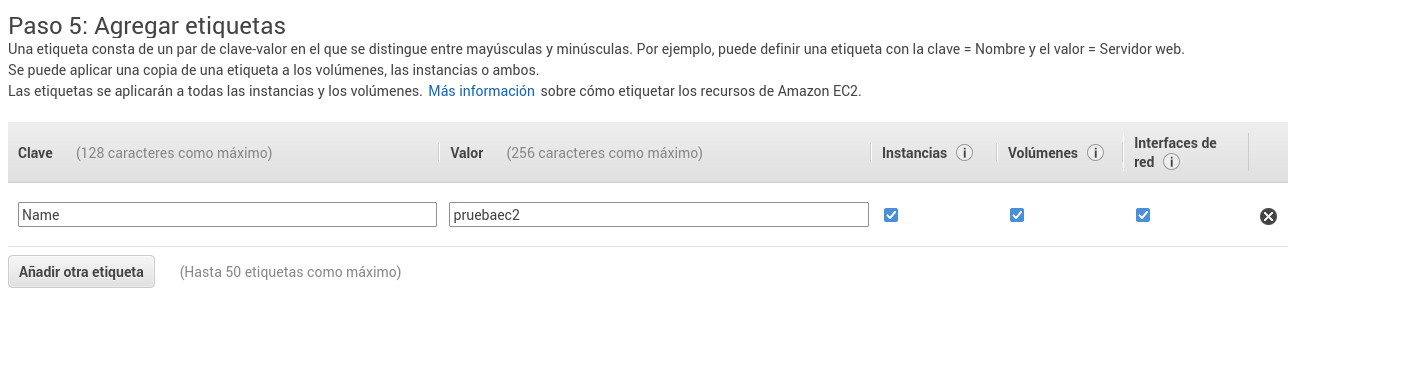 Paso 5: Agregar etiquetas
Una etiqueta consta de un par de clave-valor en el que se distingue entre mayúsculas y minúsculas. Por ejemplo, puede definir una etiqueta con la clave = Nombre y el valor = Servidor web.
Se puede aplicar una copia de una etiqueta a los volúmenes, las instancias o ambos.
Las etiquetas se aplicarán a todas las instancias y los volúmenes. Más información sobre cómo etiquetar los recursos de Amazon EC2.
Clave (128 caracteres como máximo) Valor (256 caracteres como máximo) Instancias i Volúmenes i Interfaces de
red i
Name pruebaec2
Añadir otra etiqueta (Hasta 50 etiquetas como máximo)